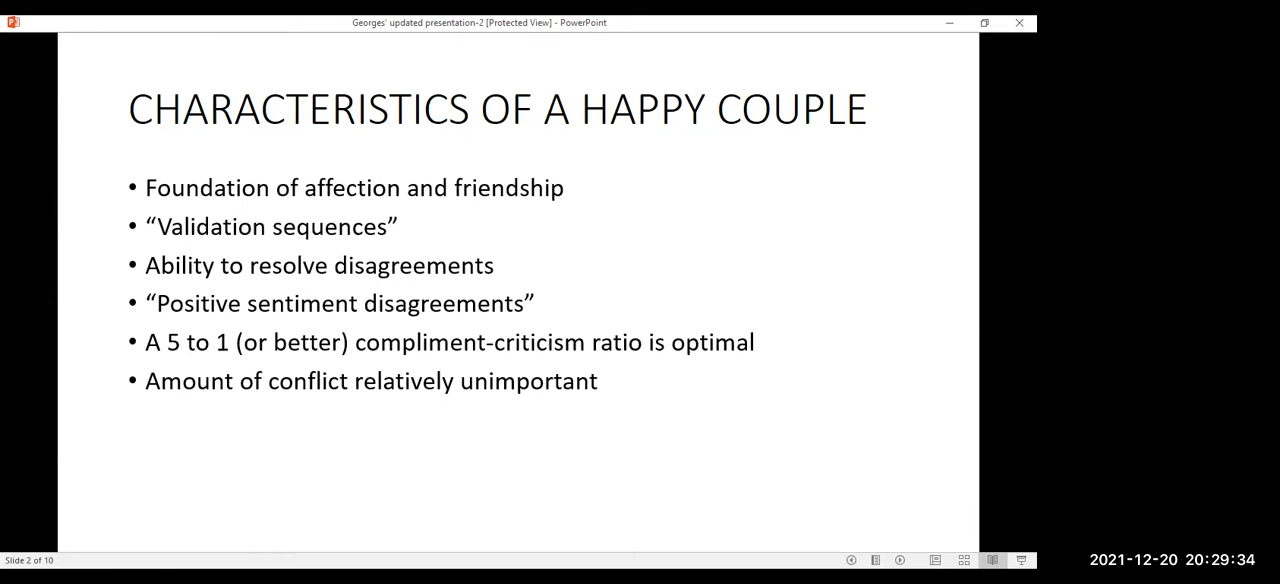 Georges' updated presentation-2 [Protected View] - PowerPoint
CHARACTERISTICS OF A HAPPY COUPLE
• Foundation of affection and friendship
• “Validation sequences”
• Ability to resolve disagreements
• “Positive sentiment disagreements”
• A 5 to 1 (or better) compliment-criticism ratio is optimal
• Amount of conflict relatively unimportant
Slide 2 of 10
2021-12-20 20:29:34